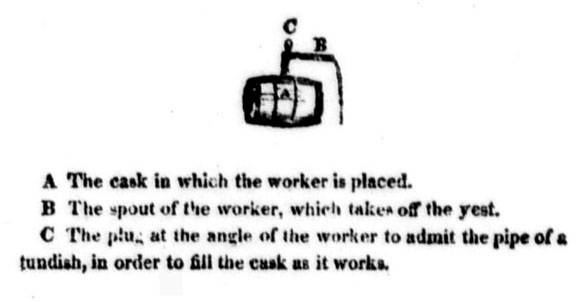 C
B
A
A The cask in which the worker is placed.
B The spout of the worker, which takes off the yest.
C The plug at the angle of the worker to admit the pipe of a
tundish, in order to fill the cask as it works.